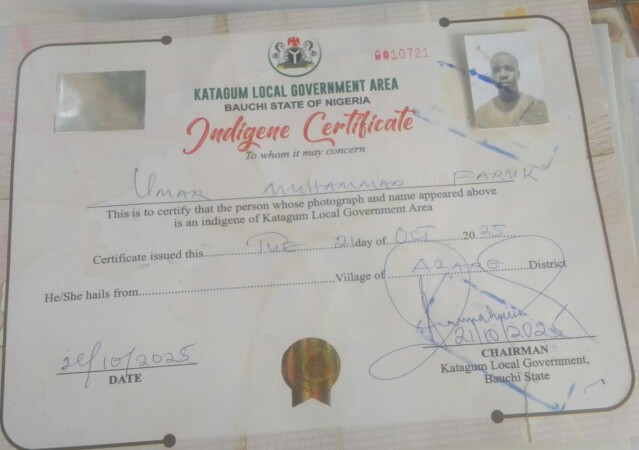 0010721
KATAGUM LOCAL GOVERNMENT AREA
BAUCHI STATE OF NIGERIA
Indigene Certificate
To whom it may concern
UMAR MUHAMMAD FARUK
This is to certify that the person whose photograph and name appeared above
is an indigene of Katagum Local Government Area
Certificate issued this TUE 21 day of OCT 2025
He/She hails from Viilage of AZARE District
21/10/2025
21/10/2025
DATE
CHAIRMAN
Katagum Local Government,
Bauchi State